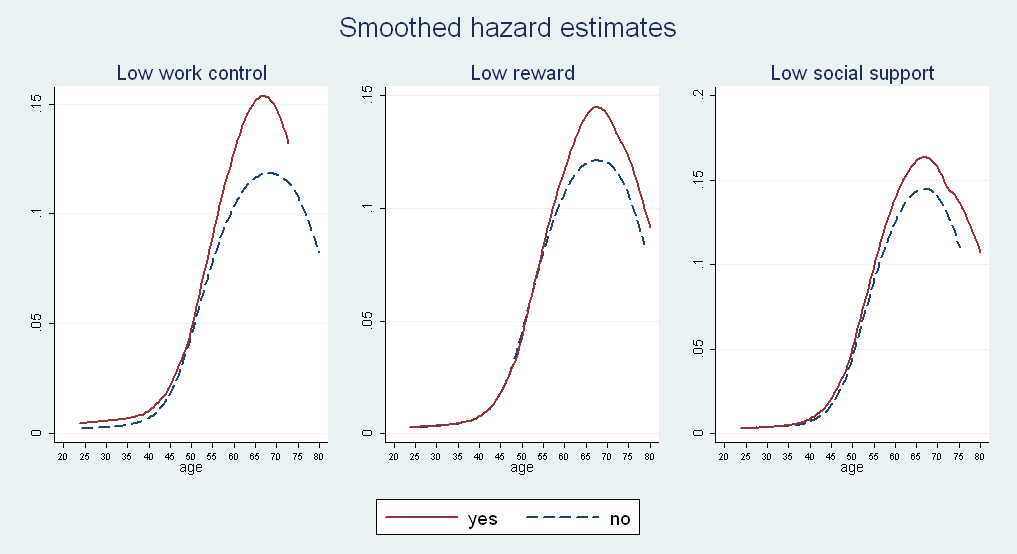 Smoothed hazard estimates
Low work control
.15
.1
.05
0
20 25 30 35 40 45 50 55 60 65 70 75 80
age
Low reward
.15
.1
.05
0
20 25 30 35 40 45 50 55 60 65 70 75 80
age
Low social support
.2
.15
.1
.05
0
20 25 30 35 40 45 50 55 60 65 70 75 80
age
yes no